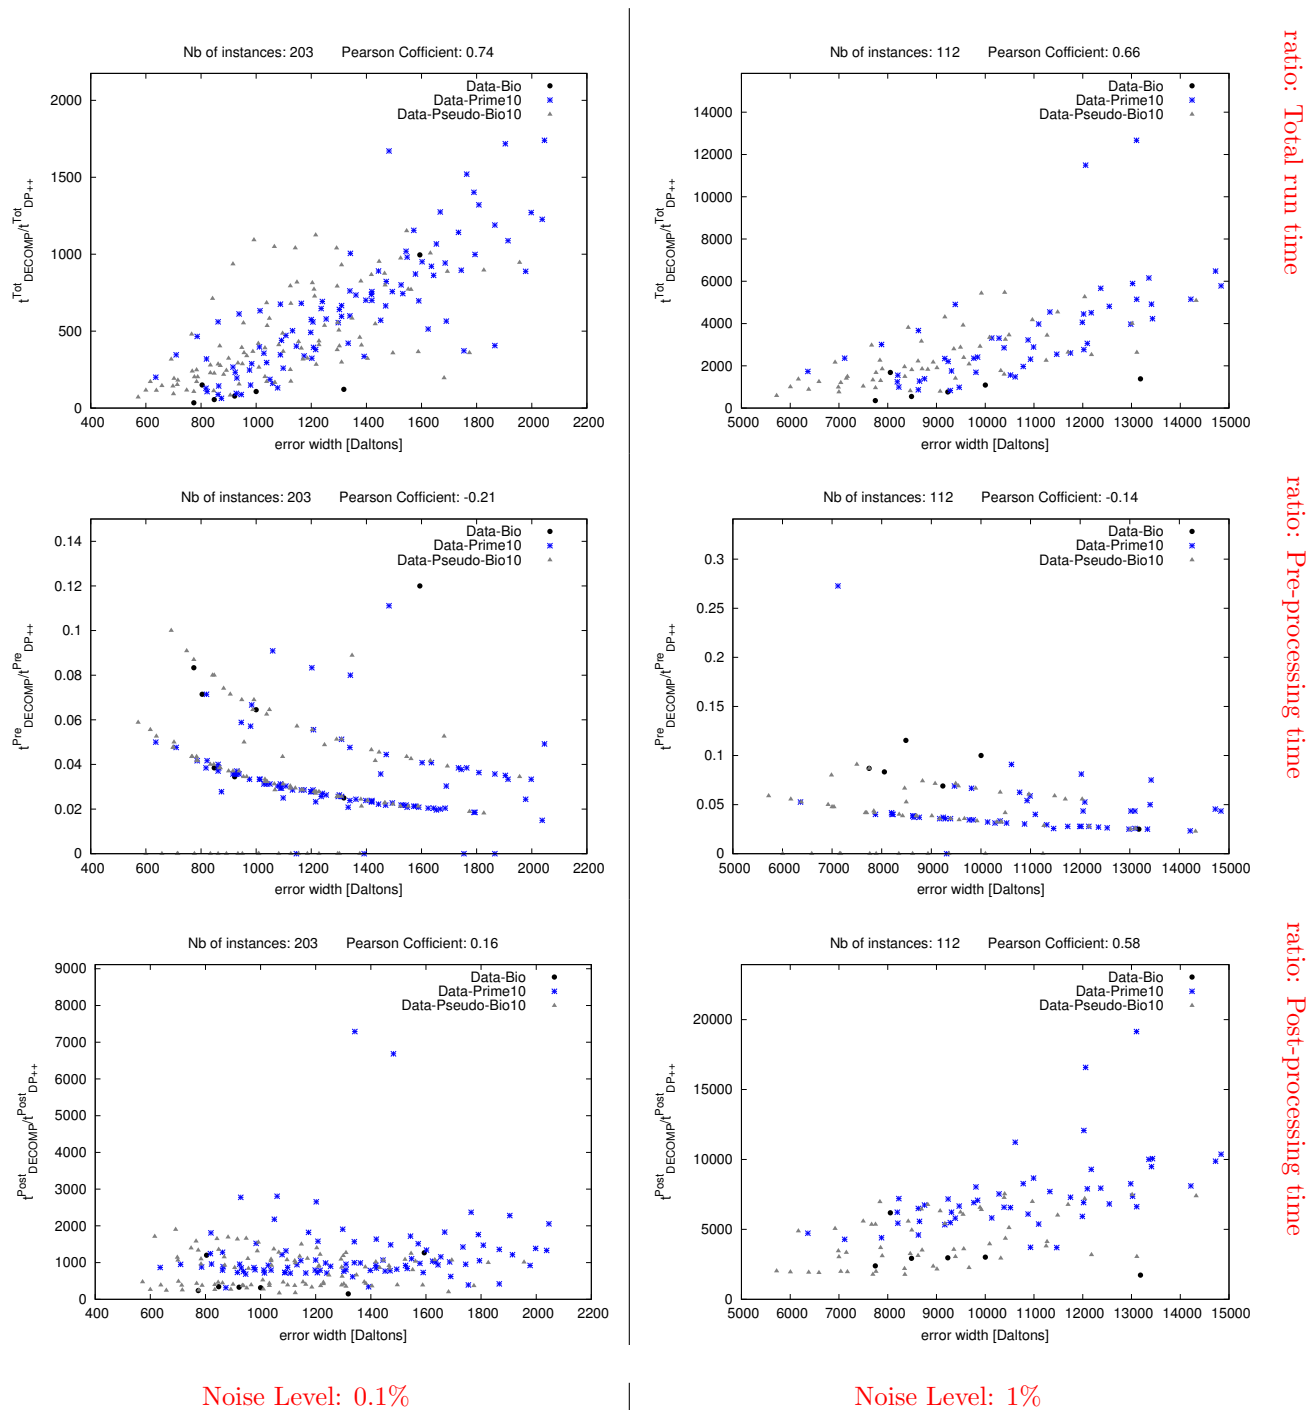 Nb of instances: 203 Pearson Cofficient: 0.74
2000
1500
1000
500
0
400 600 800 1000 1200 1400 1600 1800 2000 2200
t^Tot_DECOMP/t^Tot_DP++
error width [Daltons]
Data-Bio
Data-Prime10
Data-Pseudo-Bio10
Nb of instances: 112 Pearson Cofficient: 0.66
14000
12000
10000
8000
6000
4000
2000
0
5000 6000 7000 8000 9000 10000 11000 12000 13000 14000 15000
t^Tot_DECOMP/t^Tot_DP++
error width [Daltons]
Data-Bio
Data-Prime10
Data-Pseudo-Bio10
ratio: Total run time
Nb of instances: 203 Pearson Cofficient: -0.21
0.14
0.12
0.1
0.08
0.06
0.04
0.02
0
400 600 800 1000 1200 1400 1600 1800 2000 2200
t^Pre_DECOMP/t^Pre_DP++
error width [Daltons]
Data-Bio
Data-Prime10
Data-Pseudo-Bio10
Nb of instances: 112 Pearson Cofficient: -0.14
0.3
0.25
0.2
0.15
0.1
0.05
0
5000 6000 7000 8000 9000 10000 11000 12000 13000 14000 15000
t^Pre_DECOMP/t^Pre_DP++
error width [Daltons]
Data-Bio
Data-Prime10
Data-Pseudo-Bio10
ratio: Pre-processing time
Nb of instances: 203 Pearson Cofficient: 0.16
9000
8000
7000
6000
5000
4000
3000
2000
1000
0
400 600 800 1000 1200 1400 1600 1800 2000 2200
t^Post_DECOMP/t^Post_DP++
error width [Daltons]
Data-Bio
Data-Prime10
Data-Pseudo-Bio10
Nb of instances: 112 Pearson Cofficient: 0.58
20000
15000
10000
5000
0
5000 6000 7000 8000 9000 10000 11000 12000 13000 14000 15000
t^Post_DECOMP/t^Post_DP++
error width [Daltons]
Data-Bio
Data-Prime10
Data-Pseudo-Bio10
ratio: Post-processing time
Noise Level: 0.1%
Noise Level: 1%